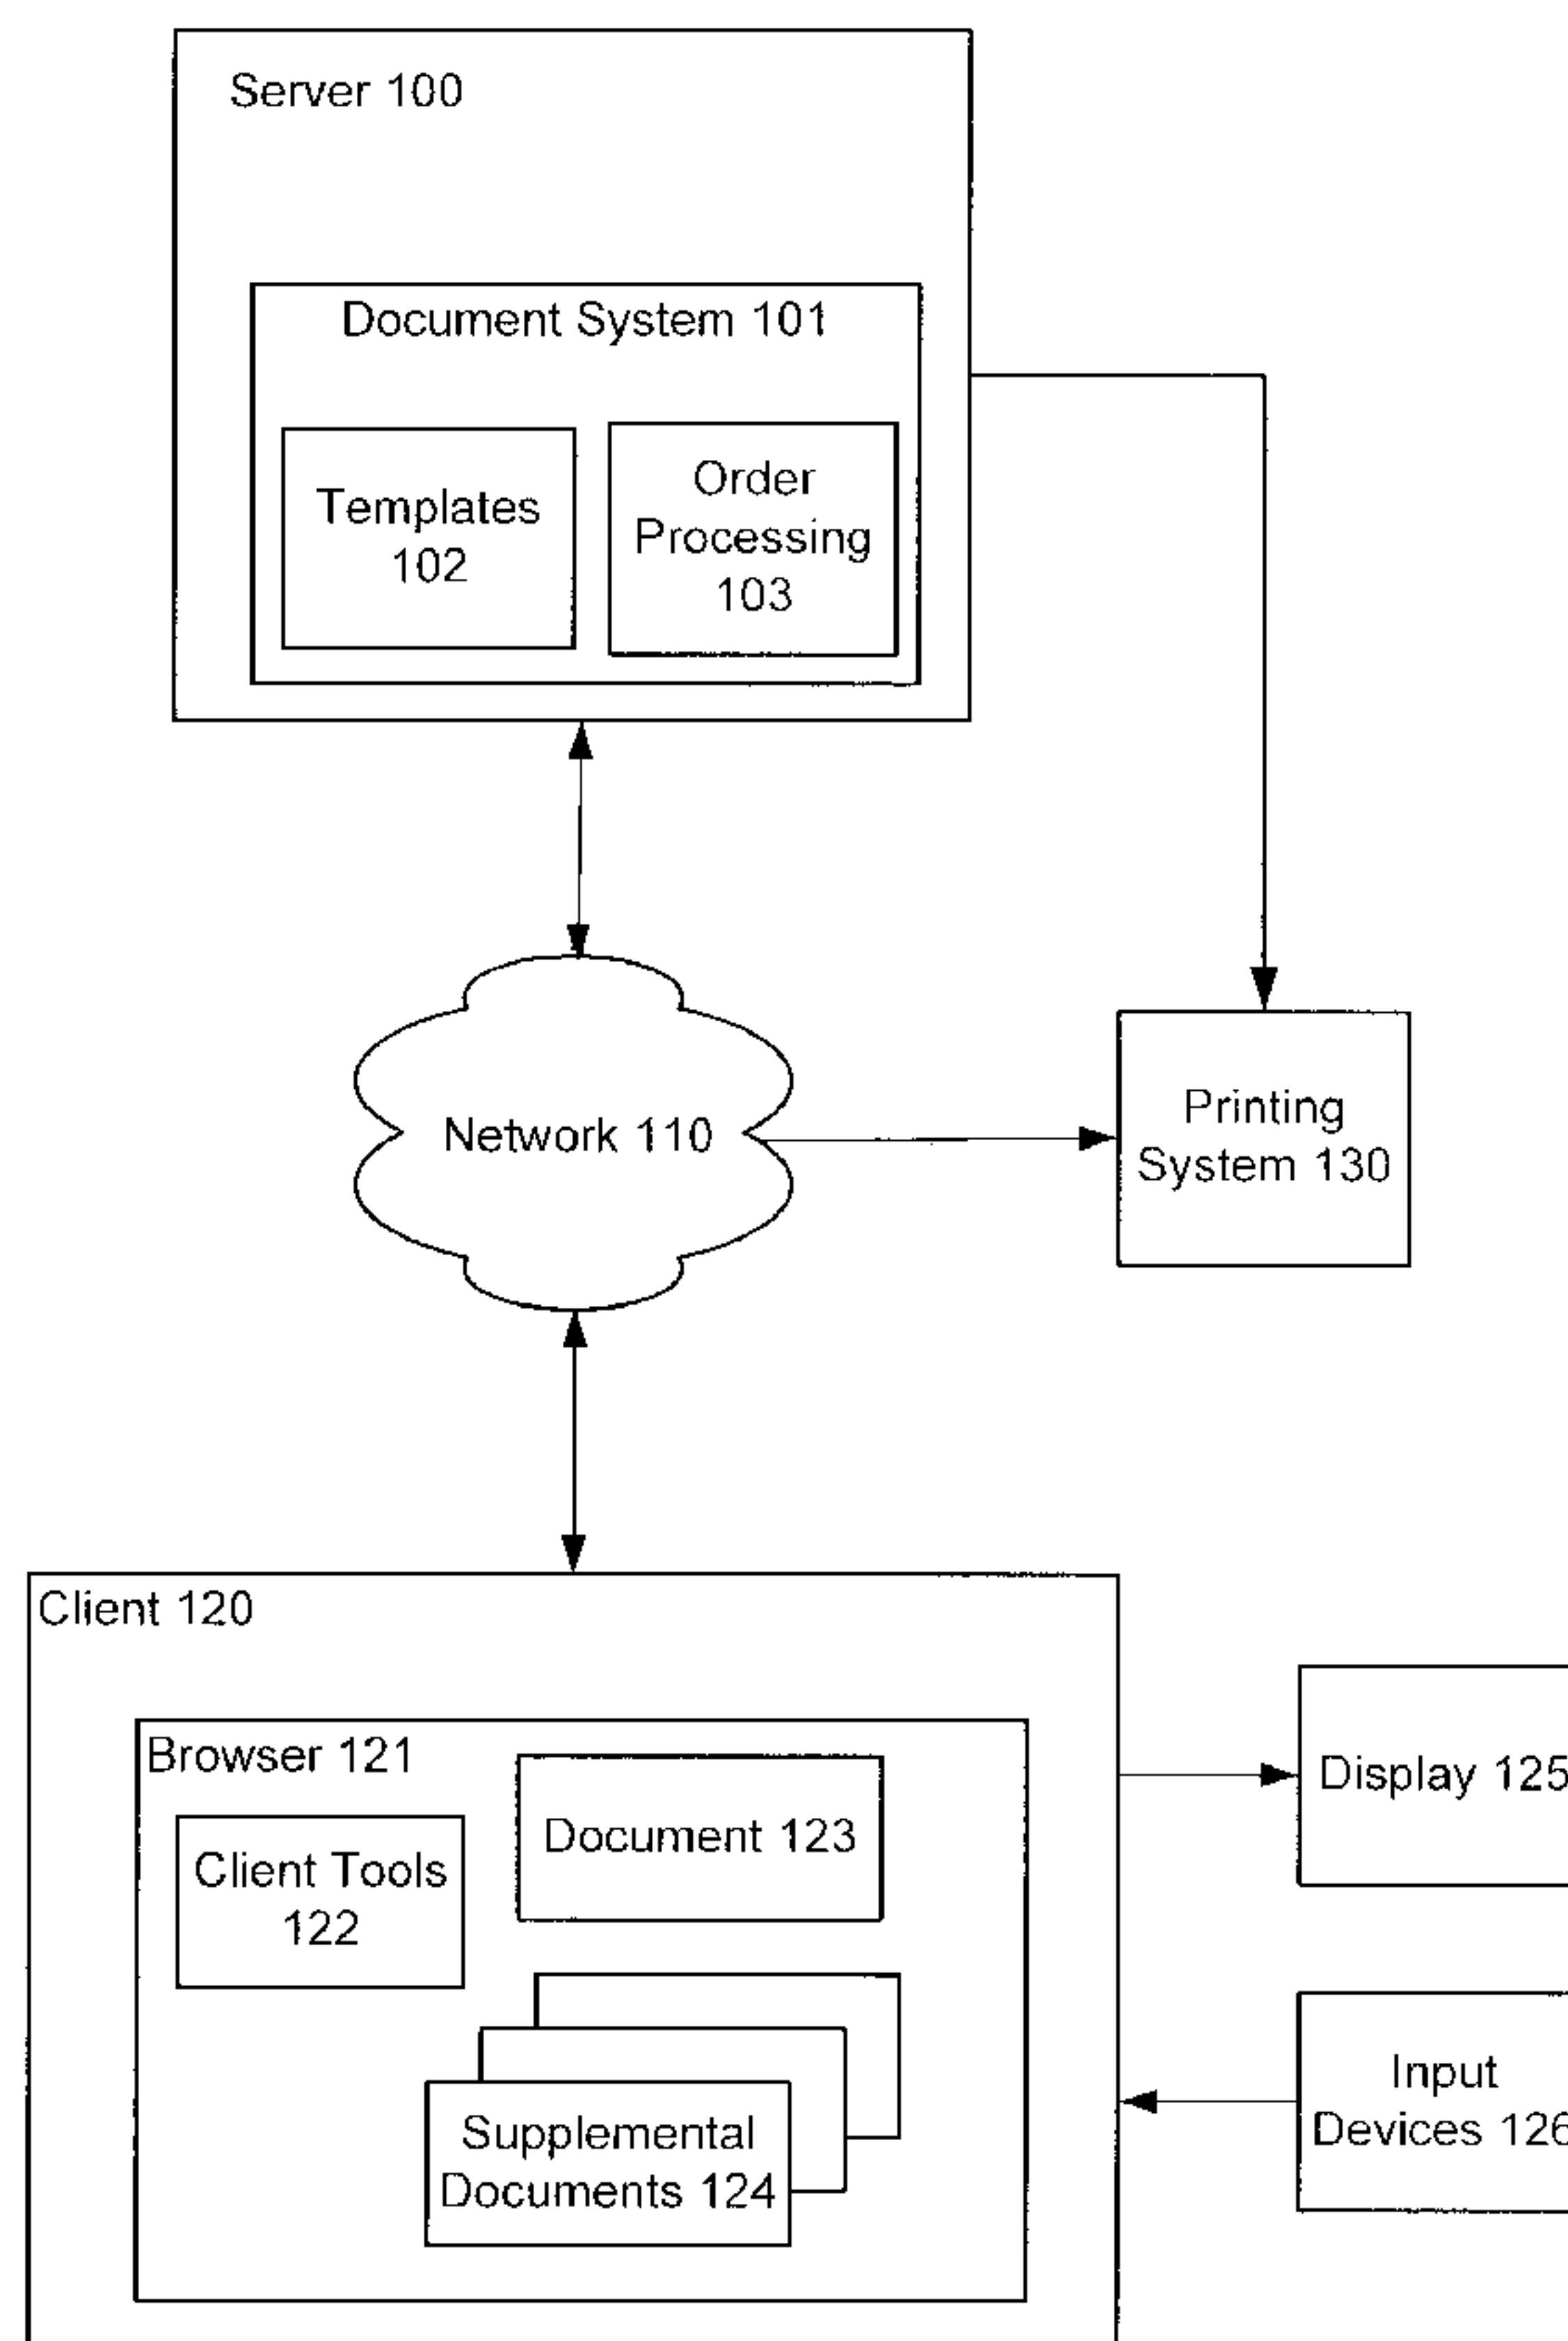 Server 100
Document System 101
Templates
102
Order
Processing
103
Network 110
Printing
System 130
Client 120
Browser 121
Document 123
Client Tools
122
Supplemental
Documents 124
Display 125
Input
Devices 126